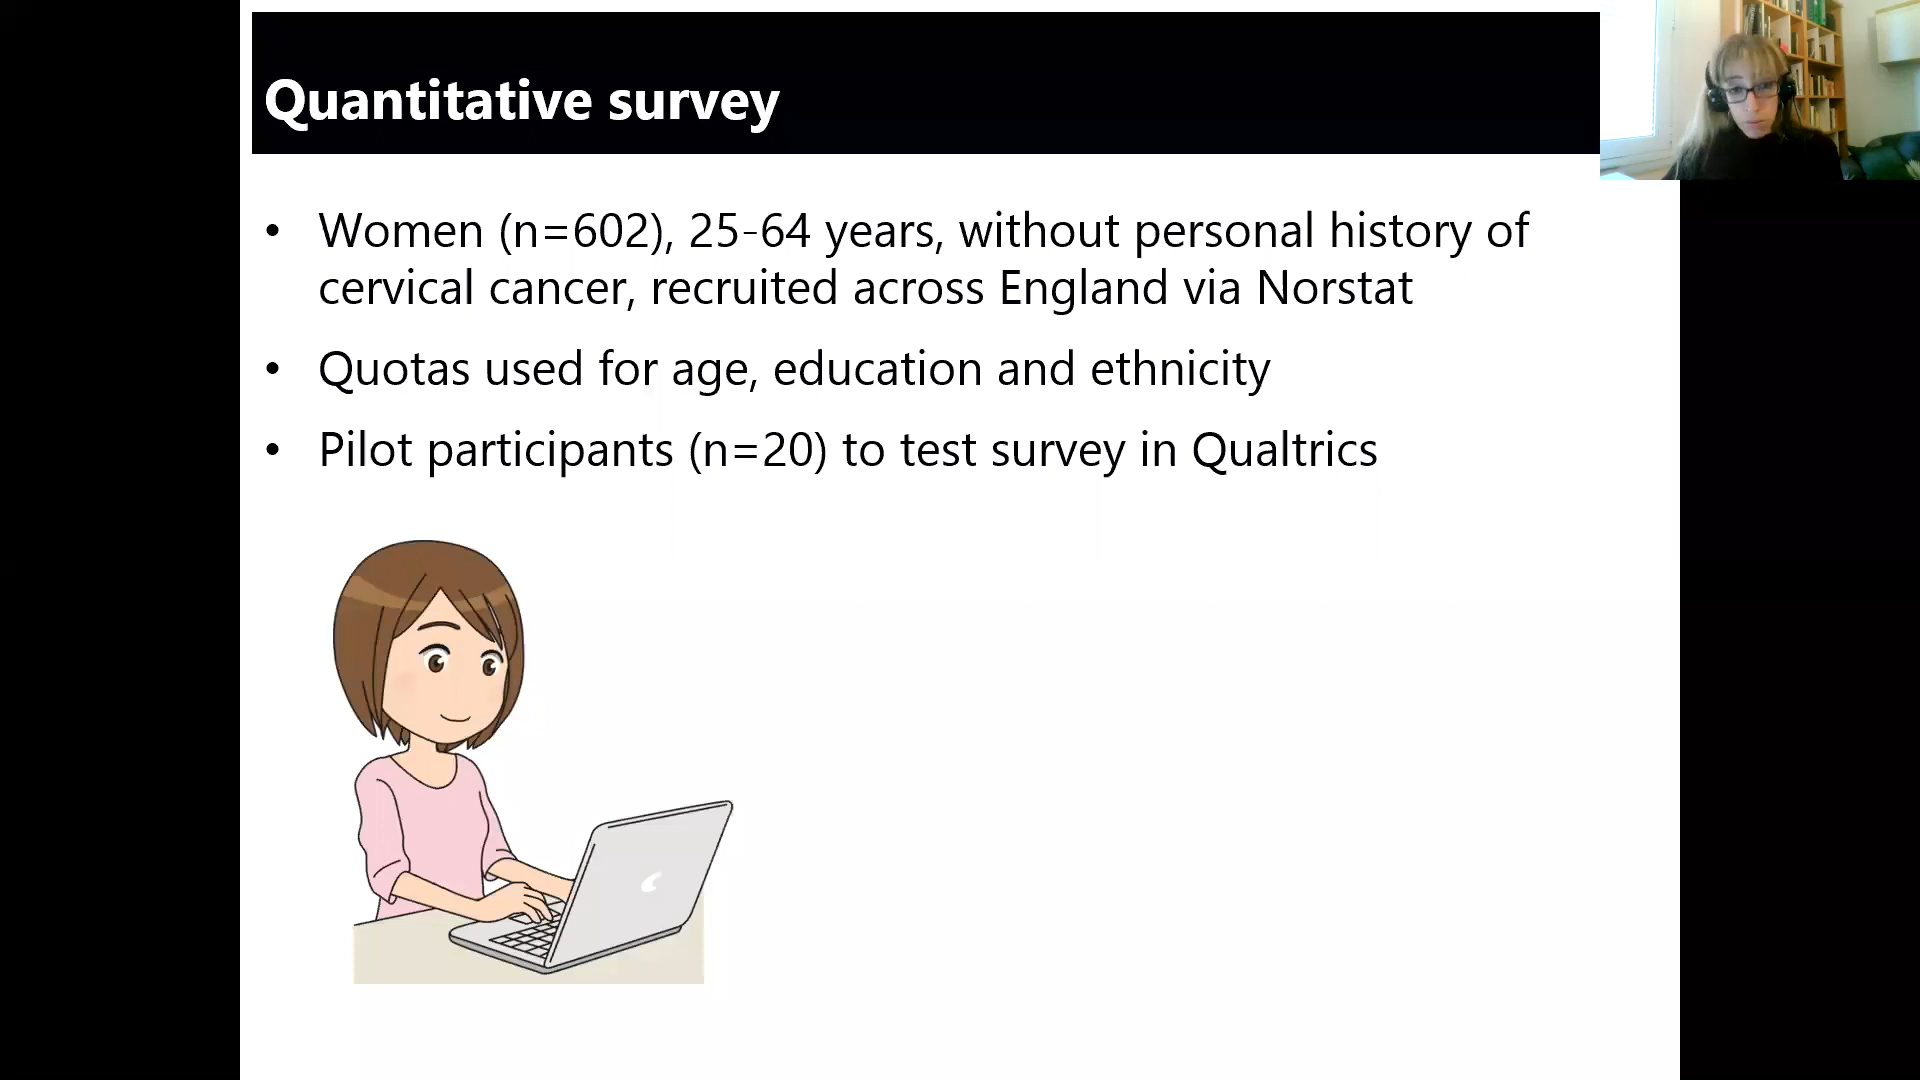 Quantitative survey
• Women (n=602), 25-64 years, without personal history of
cervical cancer, recruited across England via Norstat
• Quotas used for age, education and ethnicity
• Pilot participants (n=20) to test survey in Qualtrics